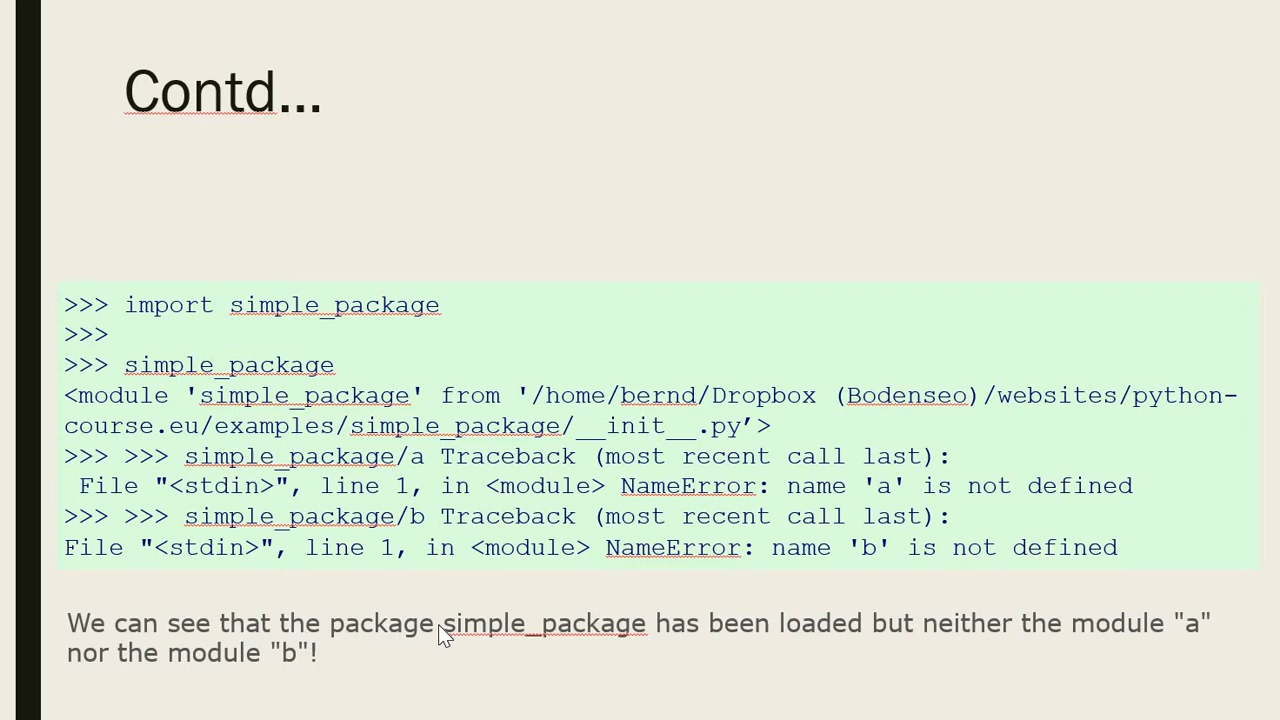 Contd...
>>> import simple_package
>>>
>>> simple_package
<module 'simple_package' from '/home/bernd/Dropbox (Bodenseo)/websites/python-
course.eu/examples/simple_package/__init__.py’>
>>> >>> simple_package/a Traceback (most recent call last):
File "<stdin>", line 1, in <module> NameError: name 'a' is not defined
>>> >>> simple_package/b Traceback (most recent call last):
File "<stdin>", line 1, in <module> NameError: name 'b' is not defined
We can see that the package simple_package has been loaded but neither the module "a"
nor the module "b"!